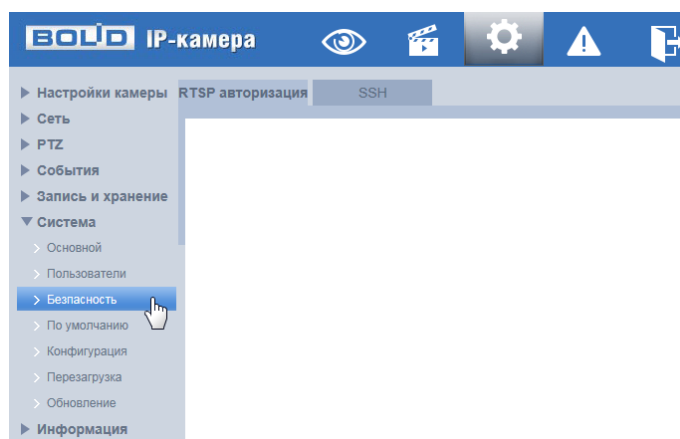 BOLID IP-камера
Настройки камеры
RTSP авторизация
SSH
Сеть
PTZ
События
Запись и хранение
Система
Основной
Пользователи
Безпасность
По умолчанию
Конфигурация
Перезагрузка
Обновление
Информация